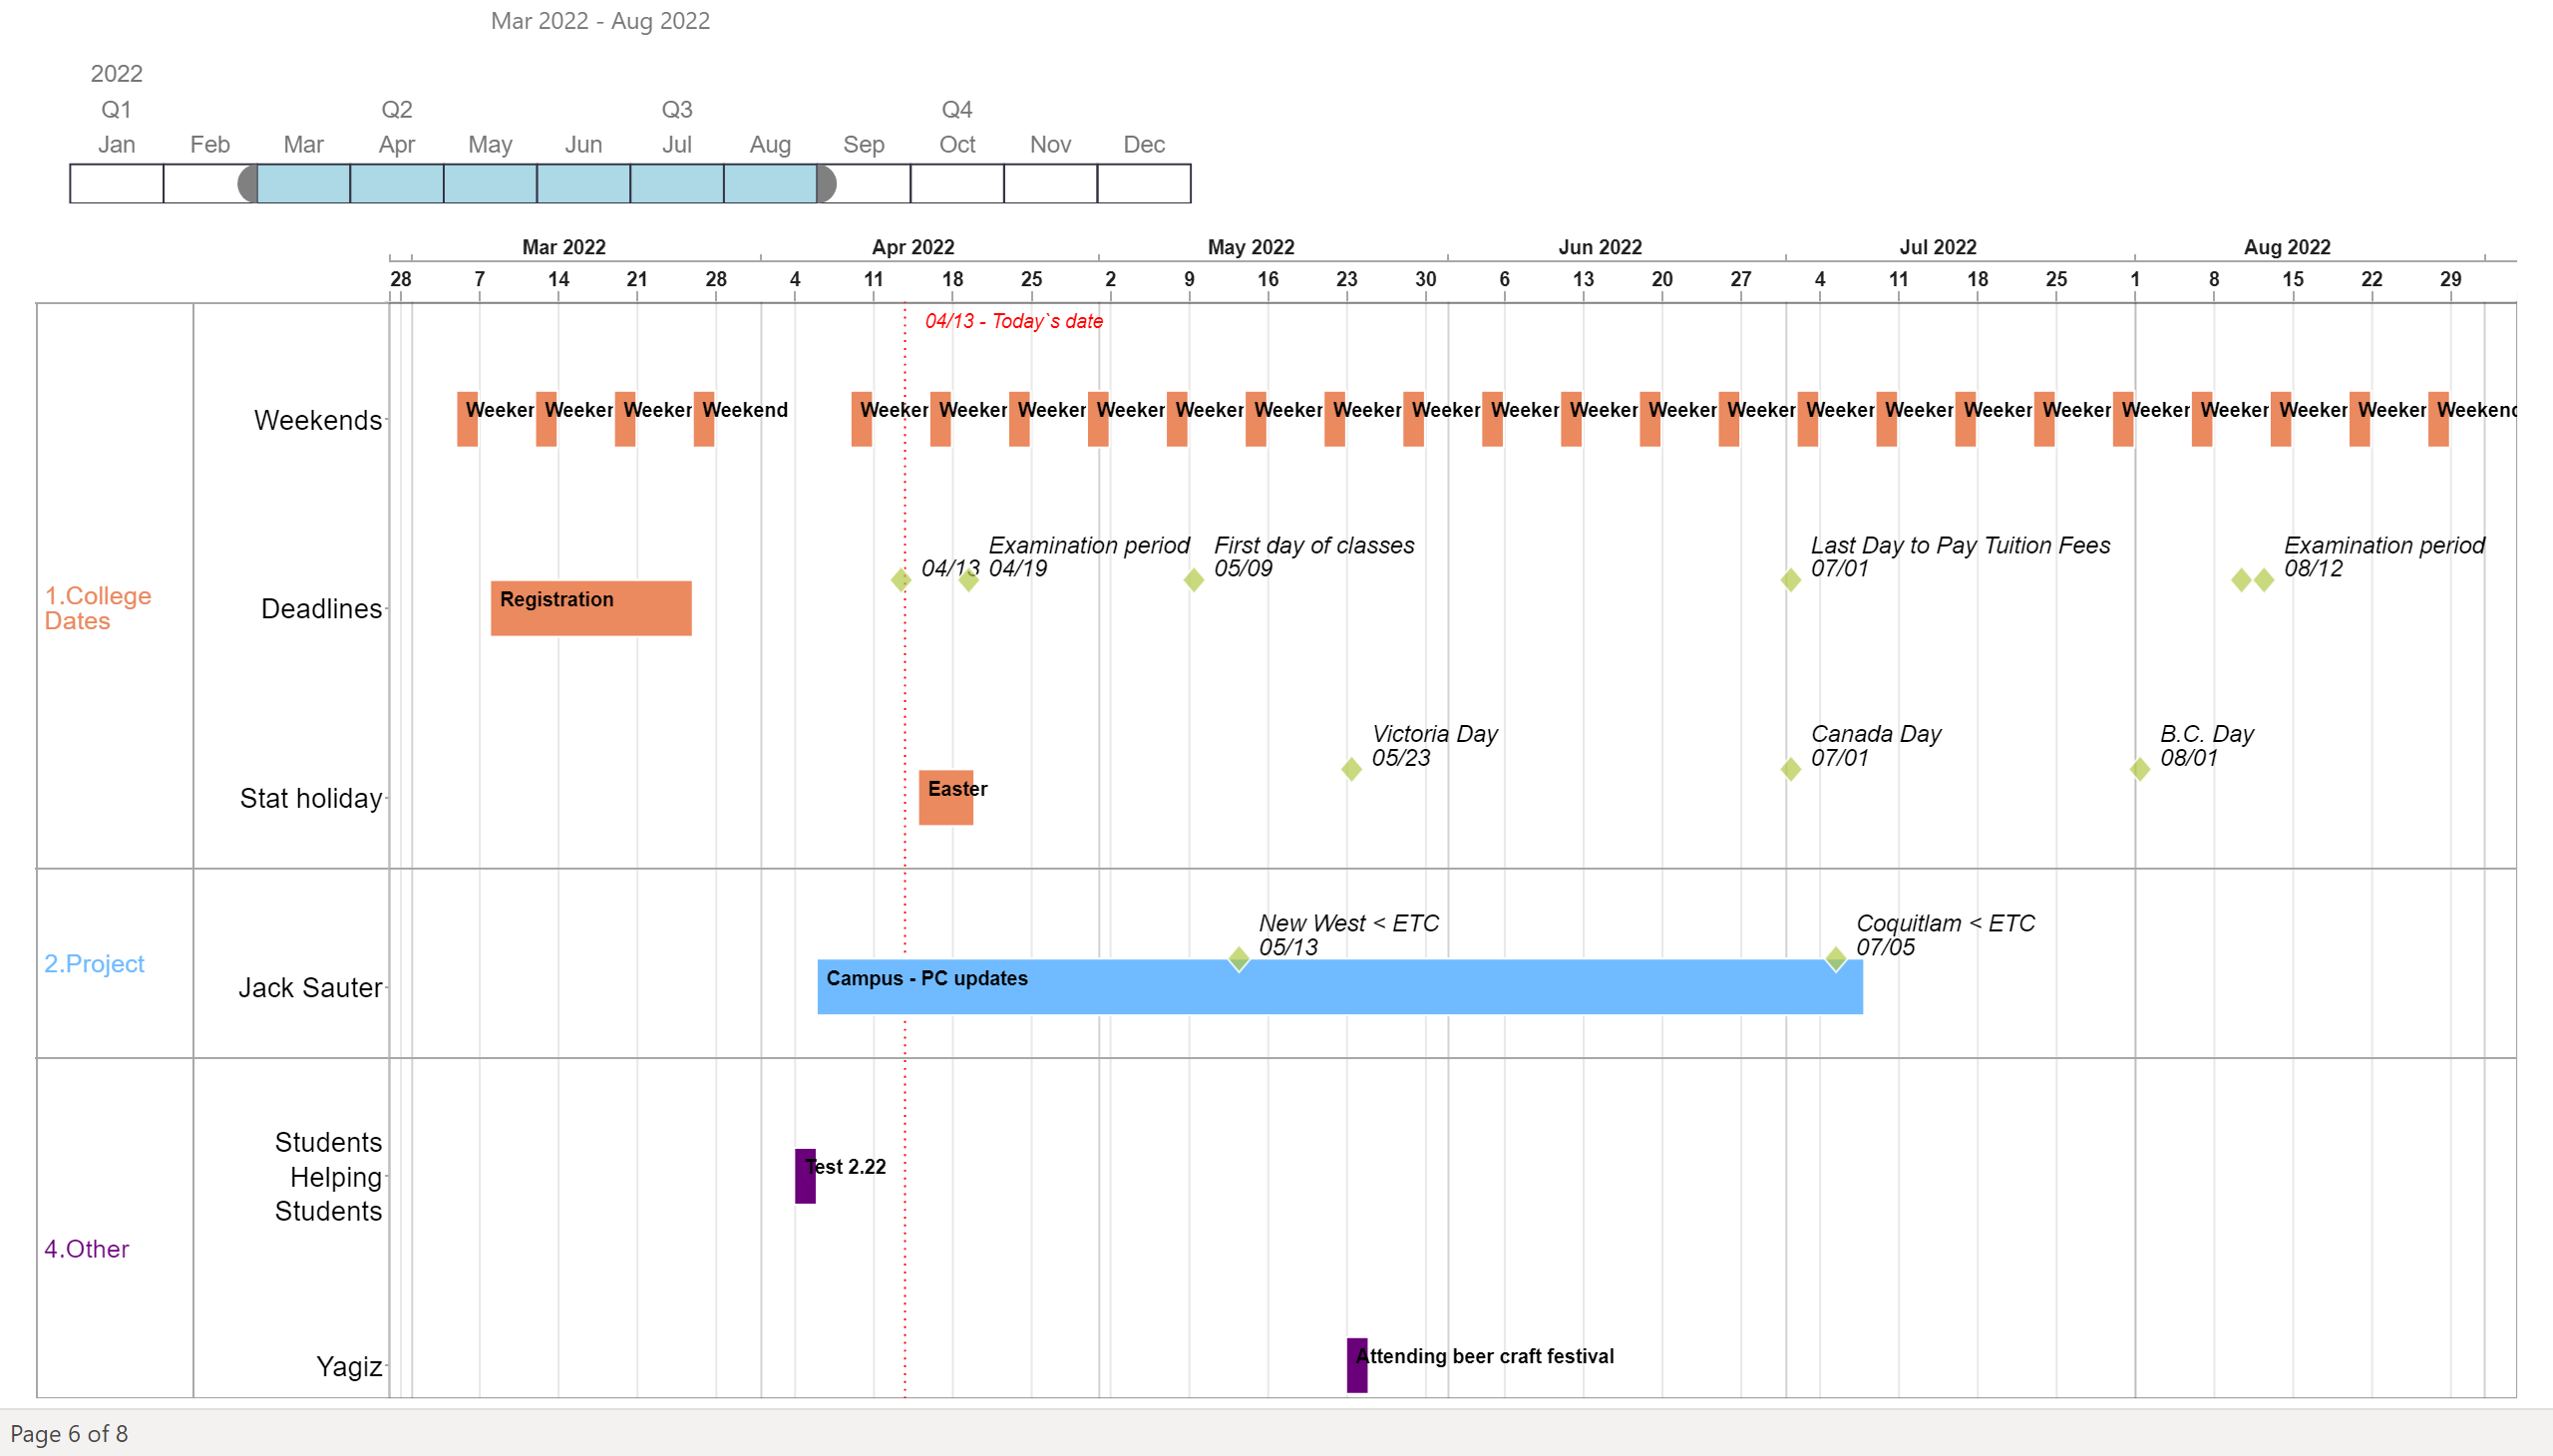 Mar 2022 - Aug 2022
2022
Q1 Q2 Q3 Q4
Jan Feb Mar Apr May Jun Jul Aug Sep Oct Nov Dec
Mar 2022 Apr 2022 May 2022 Jun 2022 Jul 2022 Aug 2022
28 7 14 21 28 4 11 18 25 2 9 16 23 30 6 13 20 27 4 11 18 25 1 8 15 22 29
04/13 - Today`s date
Weekends Weeker Weeker Weeker Weekend Weeker Weeker Weeker Weeker Weeker Weeker Weeker Weeker Weeker Weeker Weeker Weeker Weeker Weeker Weeker Weeker Weeker Weeker Weeker Weeker Weekend
1.College
Dates
Examination period First day of classes Last Day to Pay Tuition Fees Examination period
04/13 04/19 05/09 07/01 08/12
Deadlines Registration
Victoria Day Canada Day B.C. Day
05/23 07/01 08/01
Stat holiday Easter
2.Project
New West < ETC Coquitlam < ETC
05/13 07/05
Jack Sauter Campus - PC updates
4.Other
Students
Helping
Students
Test 2.22
Yagiz Attending beer craft festival
Page 6 of 8